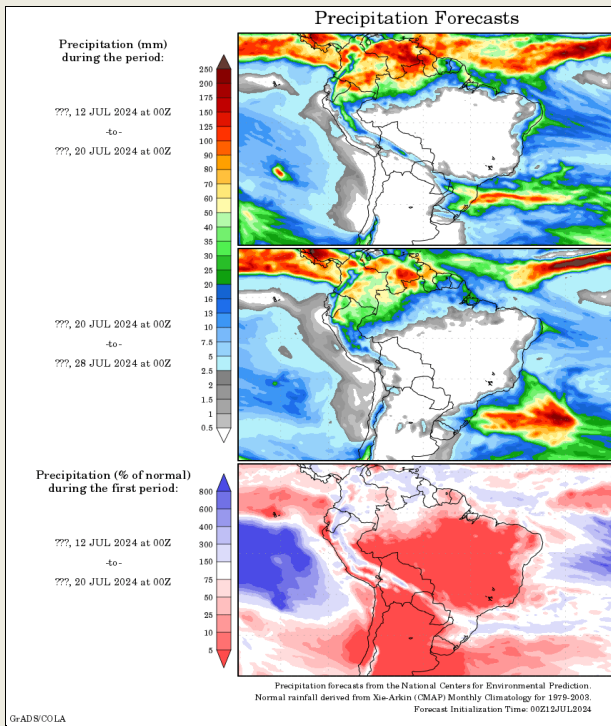 Precipitation Forecasts
Precipitation (mm)
during the period:
???, 12 JUL 2024 at 00Z
-to-
???, 20 JUL 2024 at 00Z
250
200
175
150
125
100
90
80
70
60
50
40
35
30
25
20
16
13
10
7.5
5
2.5
2
1.5
1
0.5
???, 20 JUL 2024 at 00Z
-to-
???, 28 JUL 2024 at 00Z
Precipitation (% of normal)
during the first period:
???, 12 JUL 2024 at 00Z
-to-
???, 20 JUL 2024 at 00Z
800
600
400
300
150
75
50
25
10
5
Precipitation forecasts from the National Centers for Environmental Prediction.
Normal rainfall derived from Xie-Arkin (CMAP) Monthly Climatology for 1979-2003.
Forecast Initialization Time: 00Z12JUL2024
GrADS/COLA